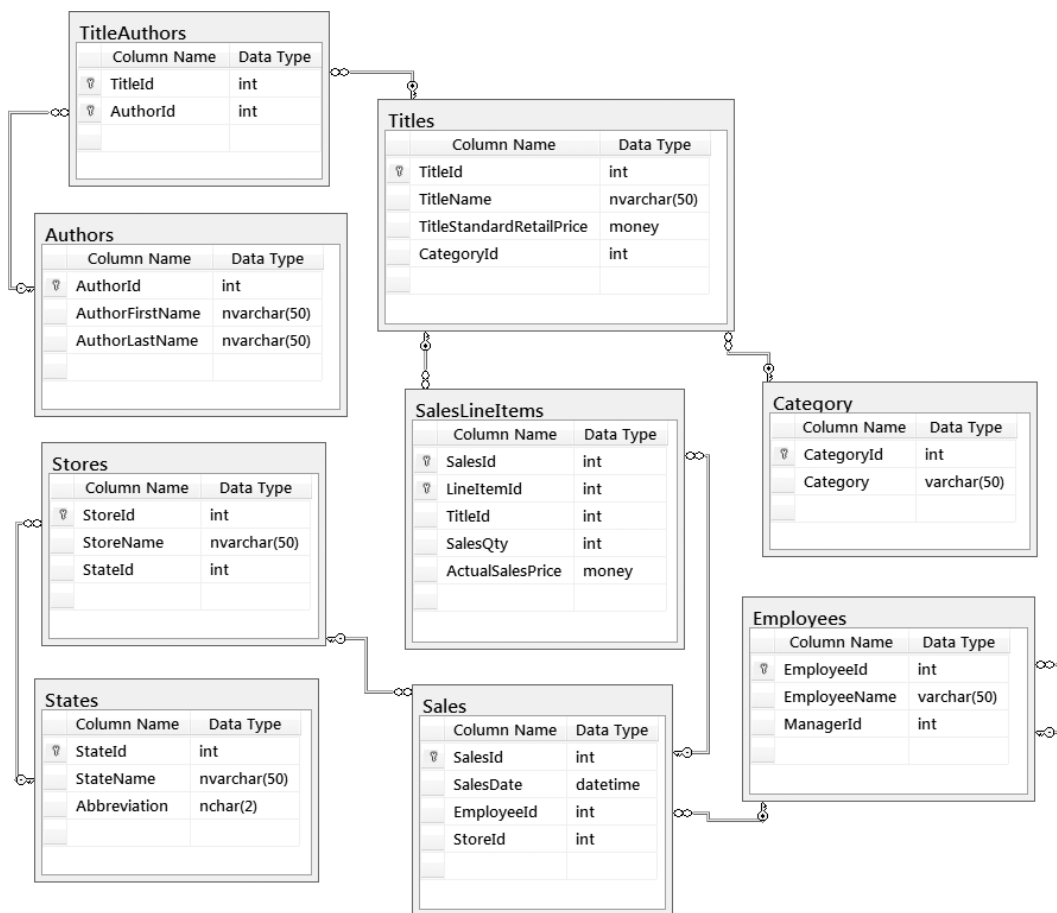 TitleAuthors
Column Name Data Type
TitleId int
AuthorId int
Titles
Column Name Data Type
TitleId int
TitleName nvarchar(50)
TitleStandardRetailPrice money
CategoryId int
Authors
Column Name Data Type
AuthorId int
AuthorFirstName nvarchar(50)
AuthorLastName nvarchar(50)
SalesLineItems
Column Name Data Type
SalesId int
LineItemId int
TitleId int
SalesQty int
ActualSalesPrice money
Category
Column Name Data Type
CategoryId int
Category varchar(50)
Stores
Column Name Data Type
StoreId int
StoreName nvarchar(50)
StateId int
Employees
Column Name Data Type
EmployeeId int
EmployeeName varchar(50)
ManagerId int
States
Column Name Data Type
StateId int
StateName nvarchar(50)
Abbreviation nchar(2)
Sales
Column Name Data Type
SalesId int
SalesDate datetime
EmployeeId int
StoreId int